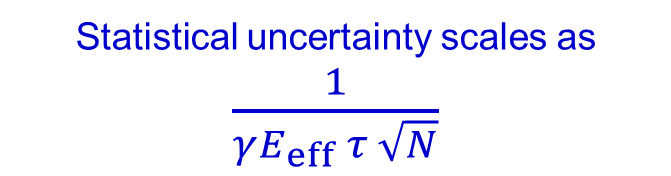 Statistical uncertainty scales as
1
γE_eff τ √N